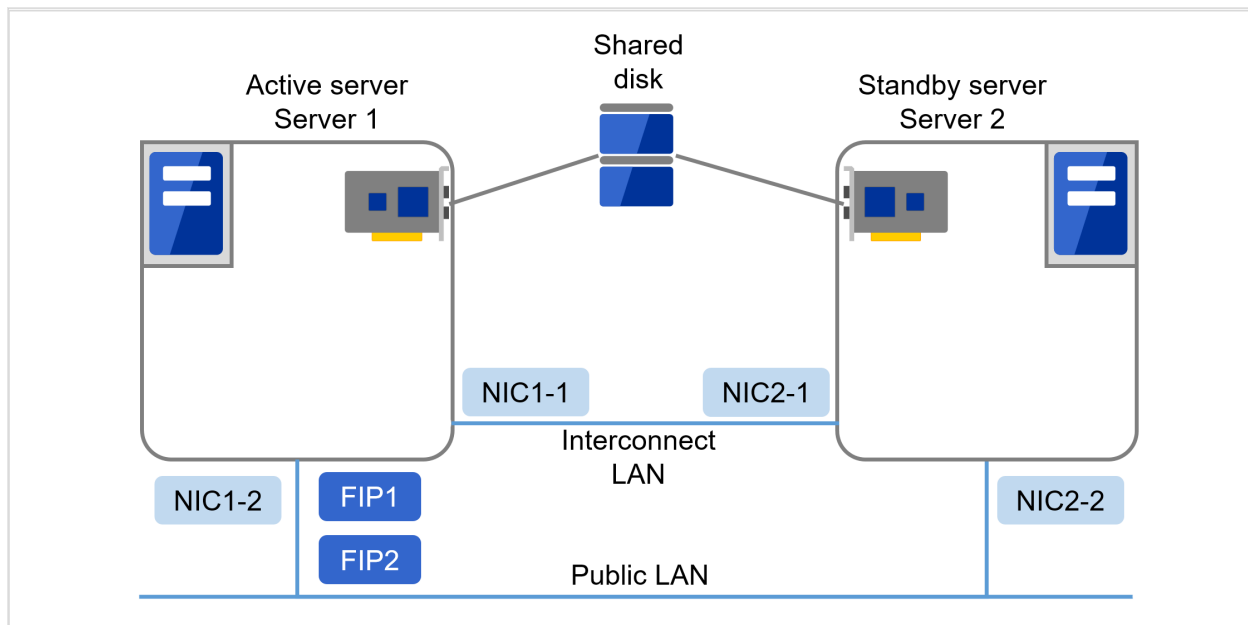 Shared
disk
Active server
Server 1
Standby server
Server 2
NIC1-1
NIC2-1
Interconnect
LAN
NIC1-2
FIP1
NIC2-2
FIP2
Public LAN